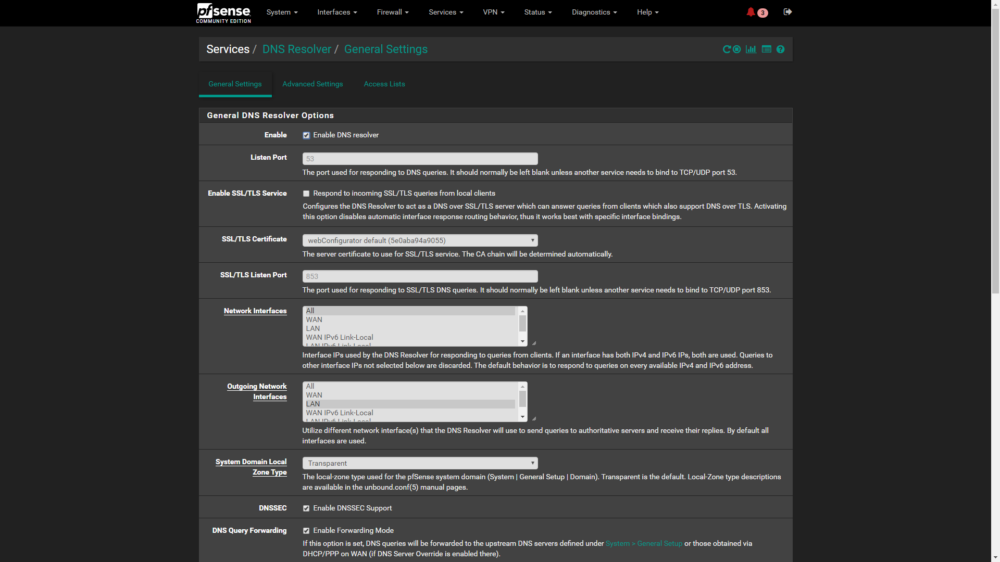 pfsense
COMMUNITY EDITION
System
Interfaces
Firewall
Services
VPN
Status
Diagnostics
Help
3
Services / DNS Resolver / General Settings
General Settings
Advanced Settings
Access Lists
General DNS Resolver Options
Enable
Enable DNS resolver
Listen Port
53
The port used for responding to DNS queries. It should normally be left blank unless another service needs to bind to TCP/UDP port 53.
Enable SSL/TLS Service
Respond to incoming SSL/TLS queries from local clients
Configures the DNS Resolver to act as a DNS over SSL/TLS server which can answer queries from clients which also support DNS over TLS. Activating
this option disables automatic interface response routing behavior, thus it works best with specific interface bindings.
SSL/TLS Certificate
webConfigurator default (5e0aba94a9055)
The server certificate to use for SSL/TLS service. The CA chain will be determined automatically.
SSL/TLS Listen Port
853
The port used for responding to SSL/TLS DNS queries. It should normally be left blank unless another service needs to bind to TCP/UDP port 853.
Network Interfaces
All
WAN
LAN
WAN IPv6 Link-Local
LAN IPv6 Link-Local
Interface IPs used by the DNS Resolver for responding to queries from clients. If an interface has both IPv4 and IPv6 IPs, both are used. Queries to
other interface IPs not selected below are discarded. The default behavior is to respond to queries on every available IPv4 and IPv6 address.
Outgoing Network
Interfaces
All
WAN
LAN
WAN IPv6 Link-Local
LAN IPv6 Link-Local
Utilize different network interface(s) that the DNS Resolver will use to send queries to authoritative servers and receive their replies. By default all
interfaces are used.
System Domain Local
Zone Type
Transparent
The local-zone type used for the pfSense system domain (System | General Setup | Domain). Transparent is the default. Local-Zone type descriptions
are available in the unbound.conf(5) manual pages.
DNSSEC
Enable DNSSEC Support
DNS Query Forwarding
Enable Forwarding Mode
If this option is set, DNS queries will be forwarded to the upstream DNS servers defined under System > General Setup or those obtained via
DHCP/PPP on WAN (if DNS Server Override is enabled there).